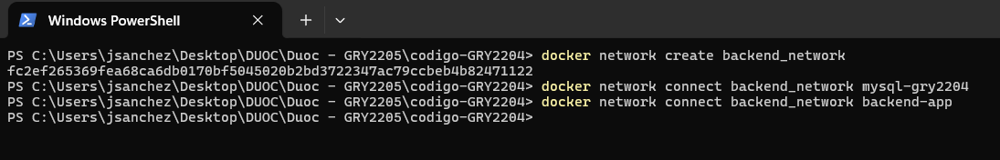 Windows PowerShell
PS C:\Users\jsanchez\Desktop\DUOC\Duoc - GRY2205\codigo-GRY2204> docker network create backend_network
fc2ef265369fea68ca6db0170bf5045020b2bd3722347ac79ccbeb4b82471122
PS C:\Users\jsanchez\Desktop\DUOC\Duoc - GRY2205\codigo-GRY2204> docker network connect backend_network mysql-gry2204
PS C:\Users\jsanchez\Desktop\DUOC\Duoc - GRY2205\codigo-GRY2204> docker network connect backend_network backend-app
PS C:\Users\jsanchez\Desktop\DUOC\Duoc - GRY2205\codigo-GRY2204>